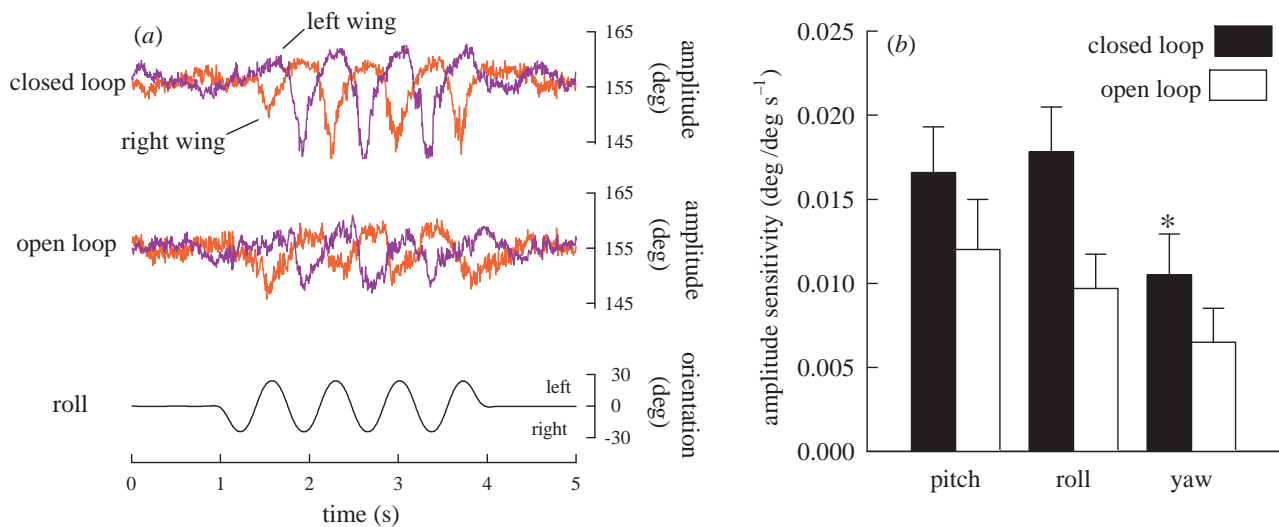 (a)
left wing
closed loop
right wing
165
155
145
amplitude
(deg)
open loop
165
155
145
amplitude
(deg)
roll
left
right
30
0
-30
orientation
(deg)
0 1 2 3 4 5
time (s)
(b)
closed loop
open loop
amplitude sensitivity (deg /deg s⁻¹)
0.025
0.020
0.015
0.010
0.005
0.000
*
pitch roll yaw